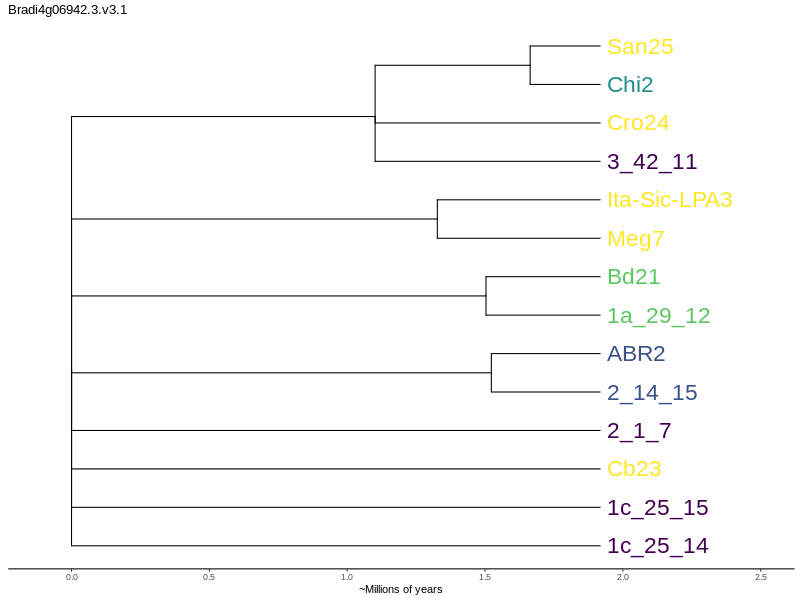 Bradi4g06942.3.v3.1
San25
Chi2
Cro24
3_42_11
Ita-Sic-LPA3
Meg7
Bd21
1a_29_12
ABR2
2_14_15
2_1_7
Cb23
1c_25_15
1c_25_14
0.0 0.5 1.0 1.5 2.0 2.5
~Millions of years